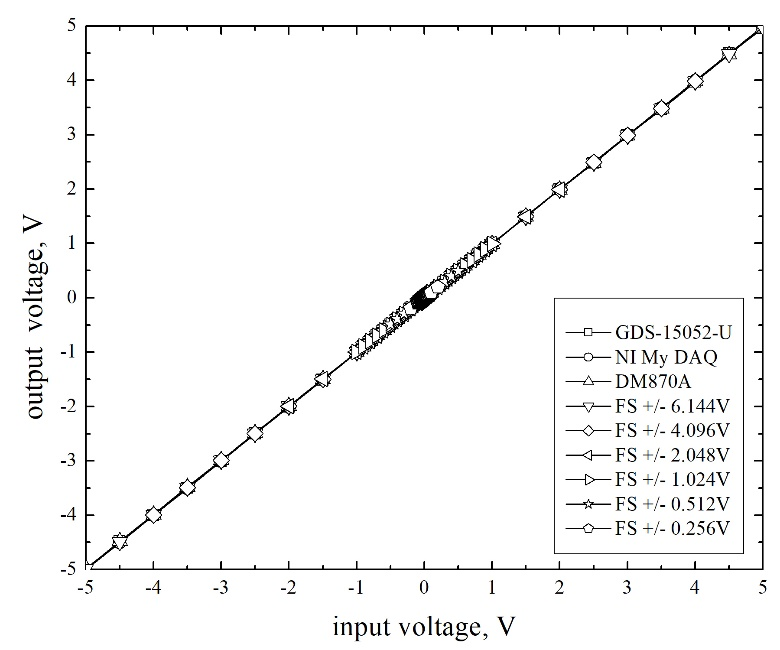 5
4
3
2
1
0
-1
-2
-3
-4
-5
output voltage, V
GDS-15052-U
NI My DAQ
DM870A
FS +/- 6.144V
FS +/- 4.096V
FS +/- 2.048V
FS +/- 1.024V
FS +/- 0.512V
FS +/- 0.256V
-5 -4 -3 -2 -1 0 1 2 3 4 5
input voltage, V